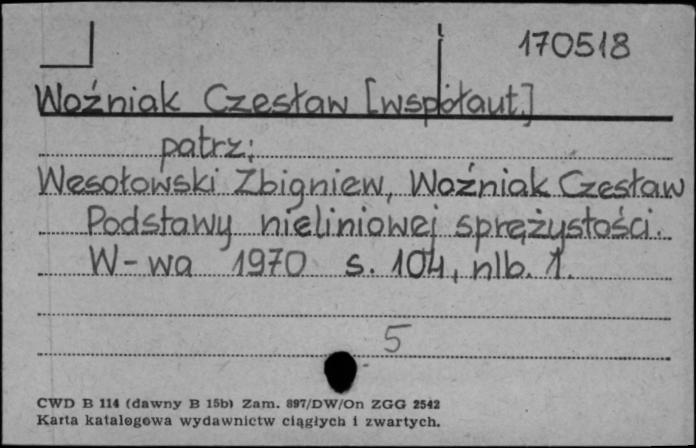 170518
Woźniak Czesław [współaut.]
patrz:
Wesołowski Zbigniew, Woźniak Czesław
Podstawy nieliniowej sprężystości.
W-wa 1970 s. 104, nlb. 1.
5
CWD B 114 (dawny B 15b) Zam. 897/DW/On ZGG 2542
Karta katalogowa wydawnictw ciągłych i zwartych.